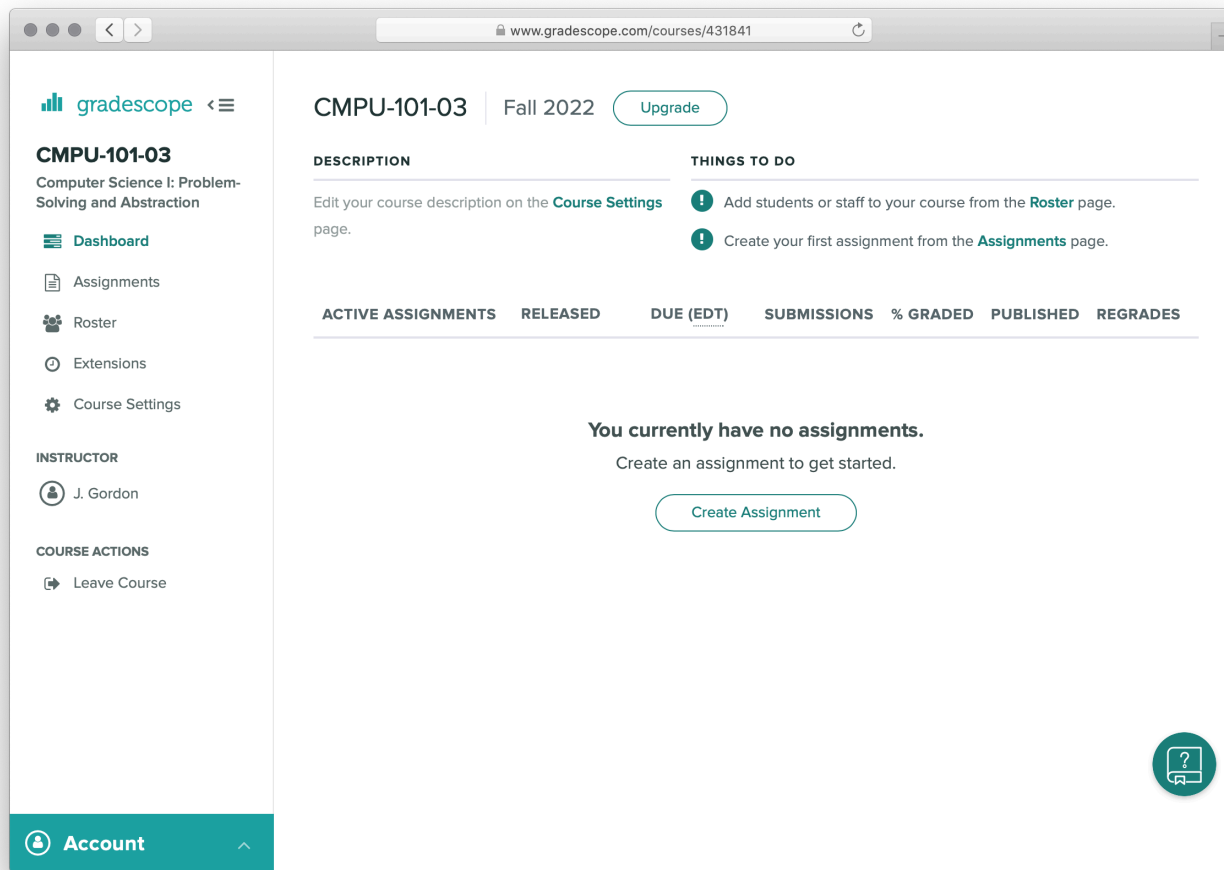 www.gradescope.com/courses/431841
gradescope
CMPU-101-03
Computer Science I: Problem-
Solving and Abstraction
Dashboard
Assignments
Roster
Extensions
Course Settings
INSTRUCTOR
J. Gordon
COURSE ACTIONS
Leave Course
Account
CMPU-101-03 Fall 2022 Upgrade
DESCRIPTION
Edit your course description on the Course Settings
page.
THINGS TO DO
! Add students or staff to your course from the Roster page.
! Create your first assignment from the Assignments page.
ACTIVE ASSIGNMENTS RELEASED DUE (EDT) SUBMISSIONS % GRADED PUBLISHED REGRADES
You currently have no assignments.
Create an assignment to get started.
Create Assignment
?